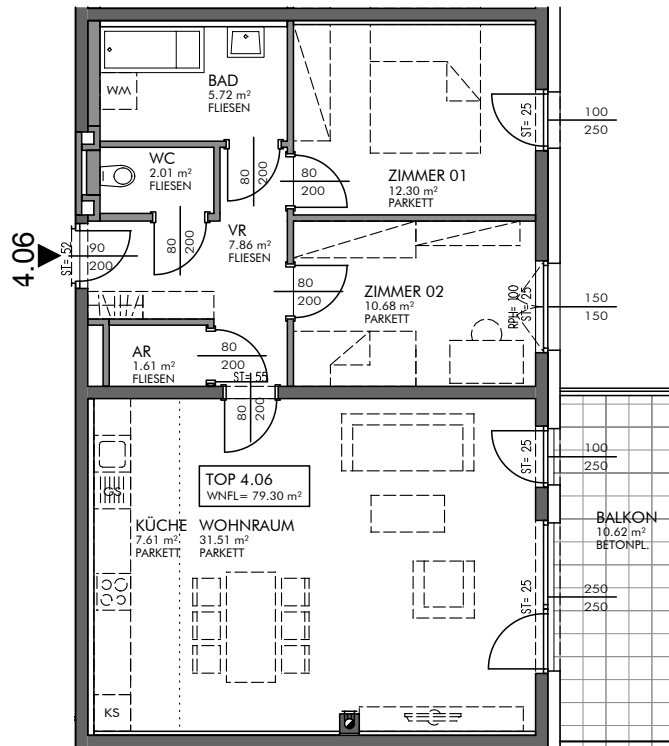 BAD
5.72 m²
FLIESEN
WM
ST= 25
100
250
WC
2.01 m²
FLIESEN
80
200
80
200
ZIMMER 01
12.30 m²
PARKETT
4.06
ST= 52
90
200
80
200
VR
7.86 m²
FLIESEN
80
200
ZIMMER 02
10.68 m²
PARKETT
RPH= 100
ST= 25
150
150
AR
1.61 m²
FLIESEN
80
200
ST= 55
80
200
ST= 25
100
250
GS
TOP 4.06
WNFL= 79.30 m²
KÜCHE
7.61 m²
PARKETT
WOHNRAUM
31.51 m²
PARKETT
BALKON
10.62 m²
BETONPL.
ST= 25
250
250
KS